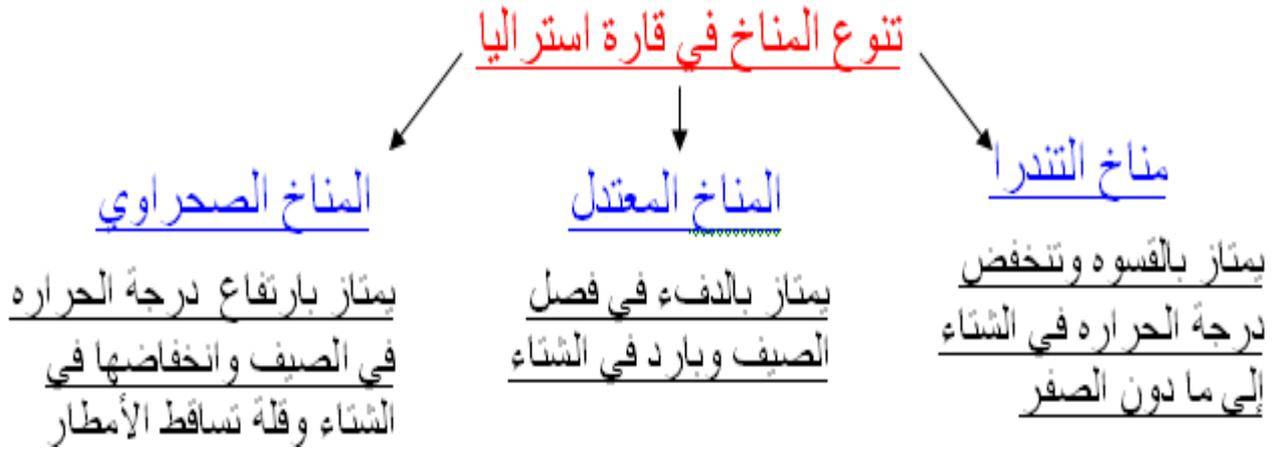 تنوع المناخ في قارة استراليا
مناخ التندرا
يمتاز بالقسوه وتنخفض
درجة الحراره في الشتاء
إلي ما دون الصفر
المناخ المعتدل
يمتاز بالدفء في فصل
الصيف وبارد في الشتاء
المناخ الصحراوي
يمتاز بارتفاع درجة الحراره
في الصيف وانخفاضها في
الشتاء وقلة تساقط الأمطار